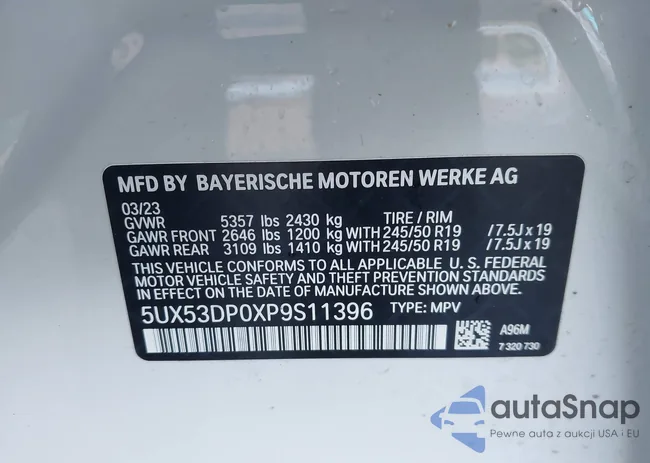 MFD BY BAYERISCHE MOTOREN WERKE AG
03/23
GVWR 5357 lbs 2430 kg TIRE / RIM
GAWR FRONT 2646 lbs 1200 kg WITH 245/50 R19 / 7.5J x 19
GAWR REAR 3109 lbs 1410 kg WITH 245/50 R19 / 7.5J x 19
THIS VEHICLE CONFORMS TO ALL APPLICABLE U. S. FEDERAL
MOTOR VEHICLE SAFETY AND THEFT PREVENTION STANDARDS
IN EFFECT ON THE DATE OF MANUFACTURE SHOWN ABOVE.
5UX53DP0XP9S11396 TYPE: MPV
A96M
7 320 730
autaSnap
Pewne auta z aukcji USA i EU